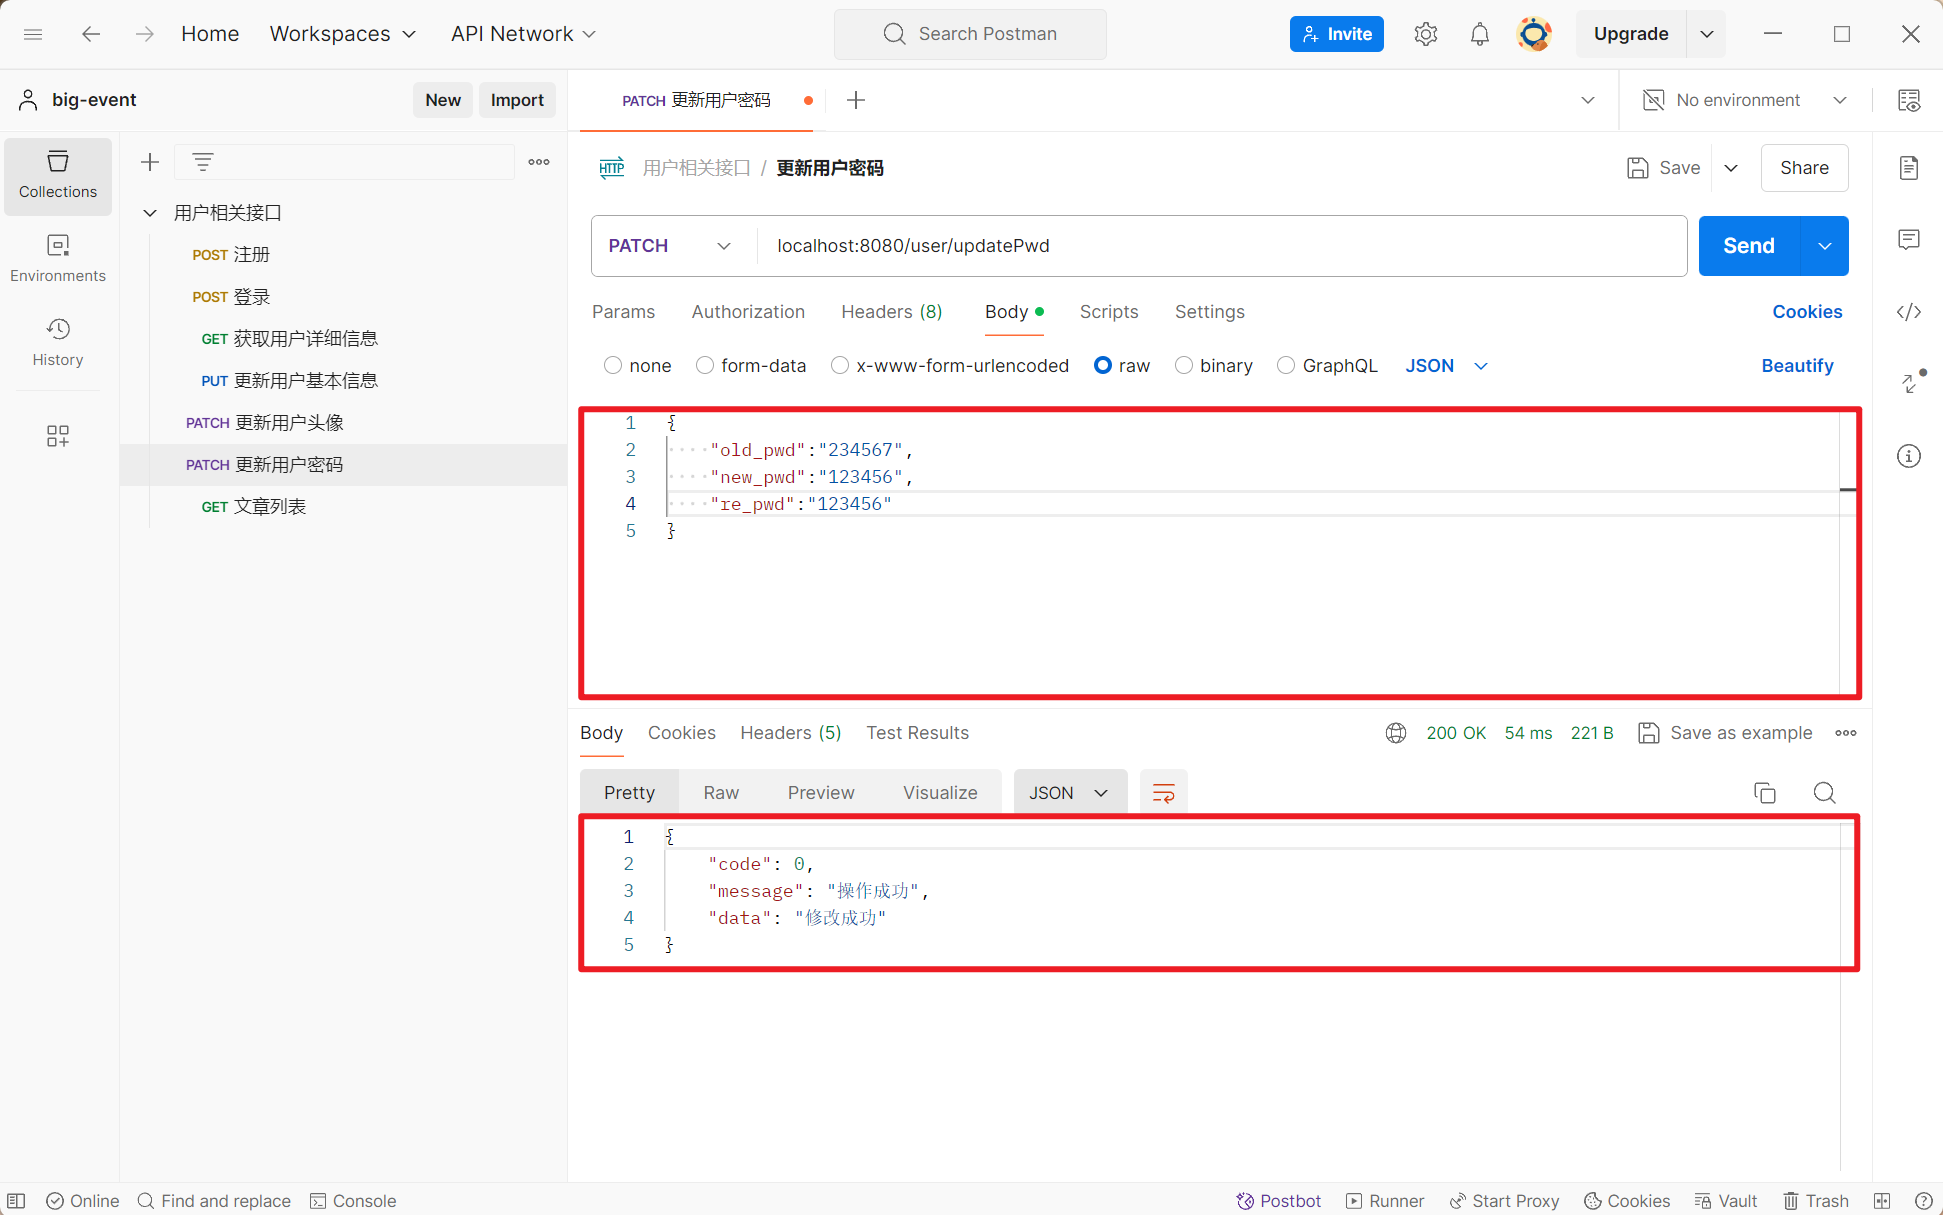 Home Workspaces API Network Search Postman Invite Upgrade
big-event New Import PATCH 更新用户密码 No environment
Collections
Environments
History
用户相关接口
POST 注册
POST 登录
GET 获取用户详细信息
PUT 更新用户基本信息
PATCH 更新用户头像
PATCH 更新用户密码
GET 文章列表
HTTP 用户相关接口 / 更新用户密码 Save Share
PATCH localhost:8080/user/updatePwd Send
Params Authorization Headers (8) Body Scripts Settings Cookies
none form-data x-www-form-urlencoded raw binary GraphQL JSON Beautify
1 {
2 "old_pwd":"234567",
3 "new_pwd":"123456",
4 "re_pwd":"123456"
5 }
Body Cookies Headers (5) Test Results 200 OK 54 ms 221 B Save as example
Pretty Raw Preview Visualize JSON
1 {
2 "code": 0,
3 "message": "操作成功",
4 "data": "修改成功"
5 }
Online Find and replace Console Postbot Runner Start Proxy Cookies Vault Trash